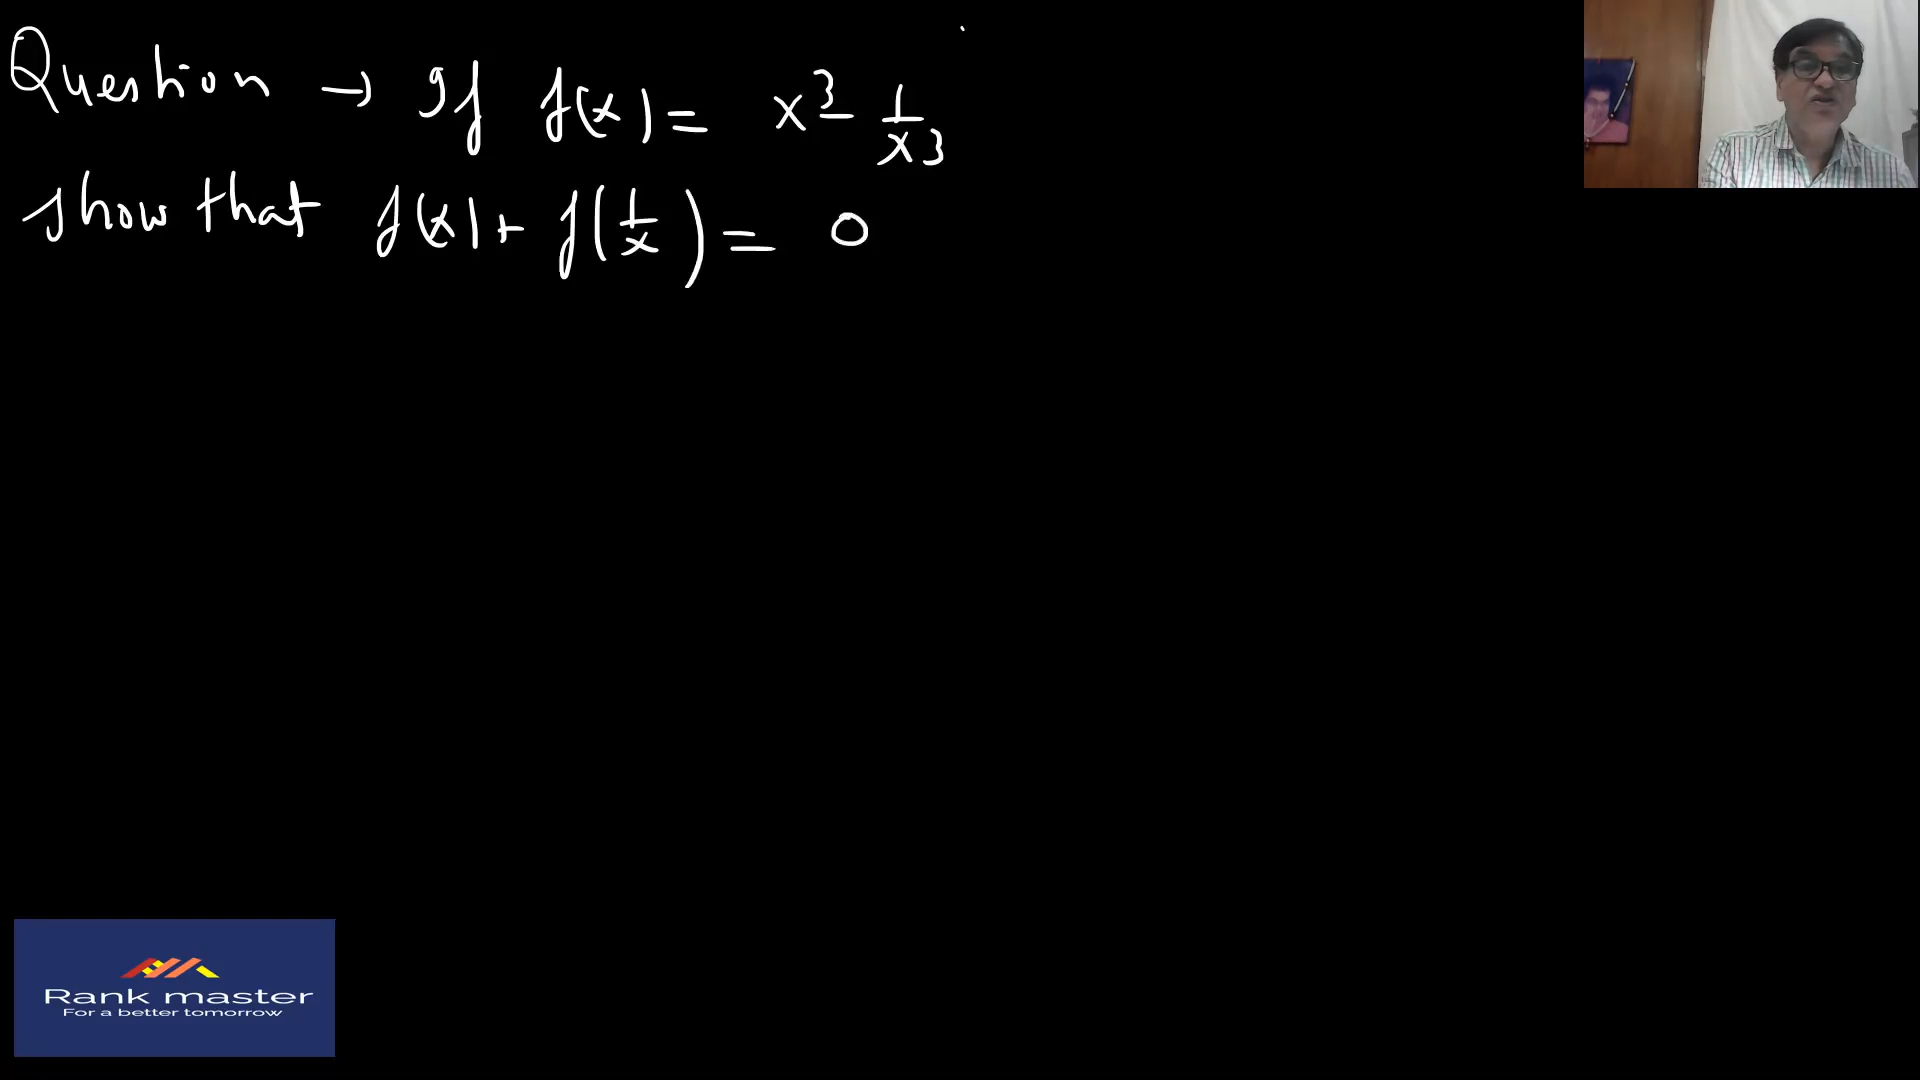 Question → If f(x) = x³ - 1/x³
show that f(x) + f(1/x) = 0
Rank master
For a better tomorrow